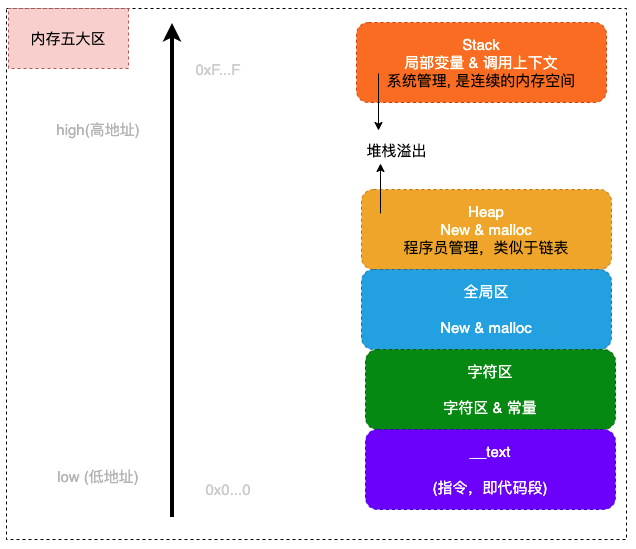 内存五大区
0xF...F
high(高地址)
low (低地址)
0x0...0
Stack
局部变量 & 调用上下文
系统管理, 是连续的内存空间
堆栈溢出
Heap
New & malloc
程序员管理，类似于链表
全局区
New & malloc
字符区
字符区 & 常量
__text
(指令，即代码段)